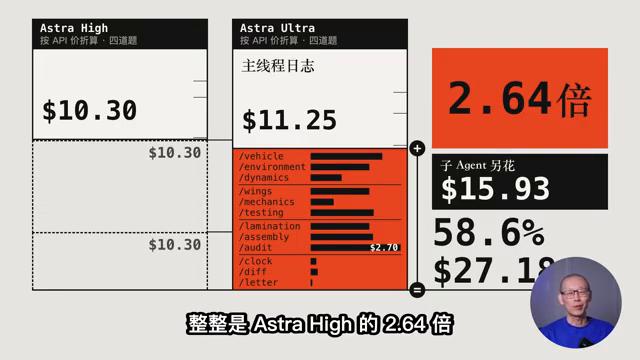 Astra High
按 API 价折算 · 四道题
$10.30
$10.30
$10.30
Astra Ultra
按 API 价折算 · 四道题
主线程日志
$11.25
/vehicle
/environment
/dynamics
/wings
/mechanics
/testing
/lamination
/assembly
/audit $2.70
/clock
/diff
/letter
+
=
2.64倍
子 Agent 另花
$15.93
58.6%
$27.18
整整是 Astra High 的 2.64 倍